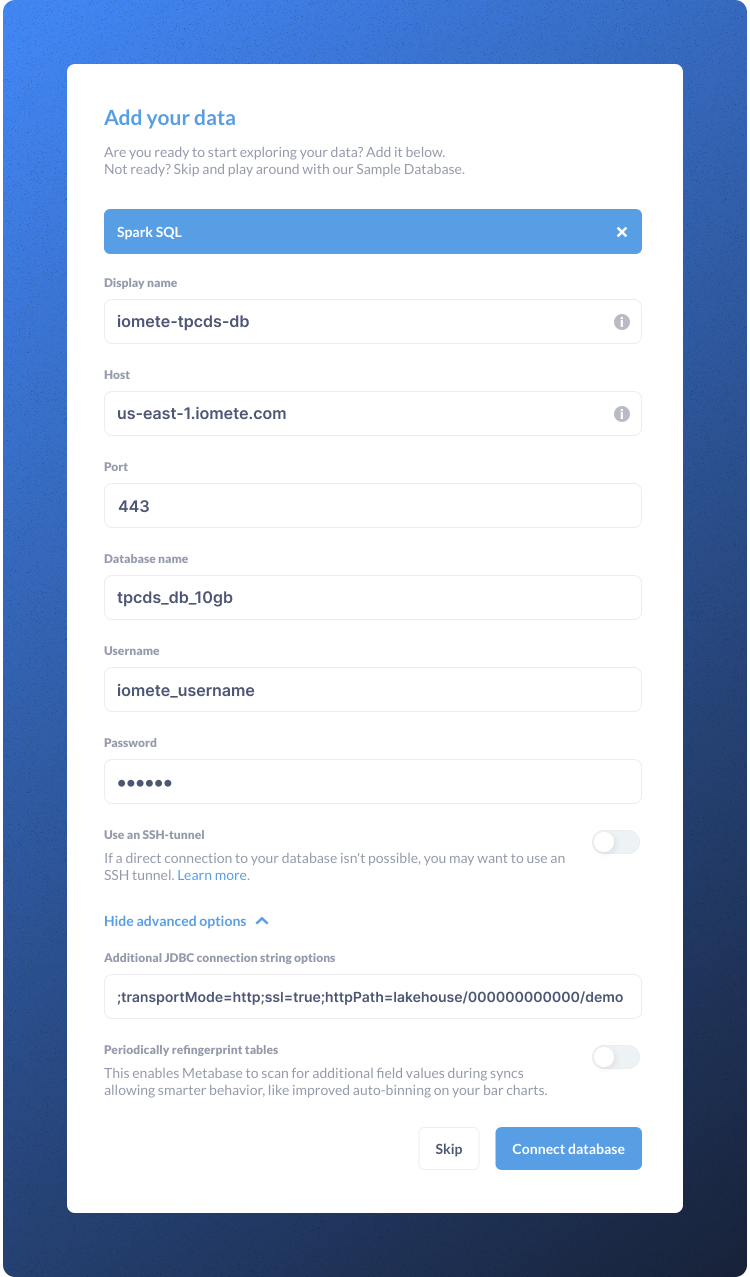 Add your data
Are you ready to start exploring your data? Add it below.
Not ready? Skip and play around with our Sample Database.
Spark SQL
Display name
iomete-tpcds-db
Host
us-east-1.iomete.com
Port
443
Database name
tpcds_db_10gb
Username
iomete_username
Password
••••••
Use an SSH-tunnel
If a direct connection to your database isn't possible, you may want to use an
SSH tunnel. Learn more.
Hide advanced options
Additional JDBC connection string options
;transportMode=http;ssl=true;httpPath=lakehouse/000000000000/demo
Periodically refingerprint tables
This enables Metabase to scan for additional field values during syncs
allowing smarter behavior, like improved auto-binning on your bar charts.
Skip
Connect database